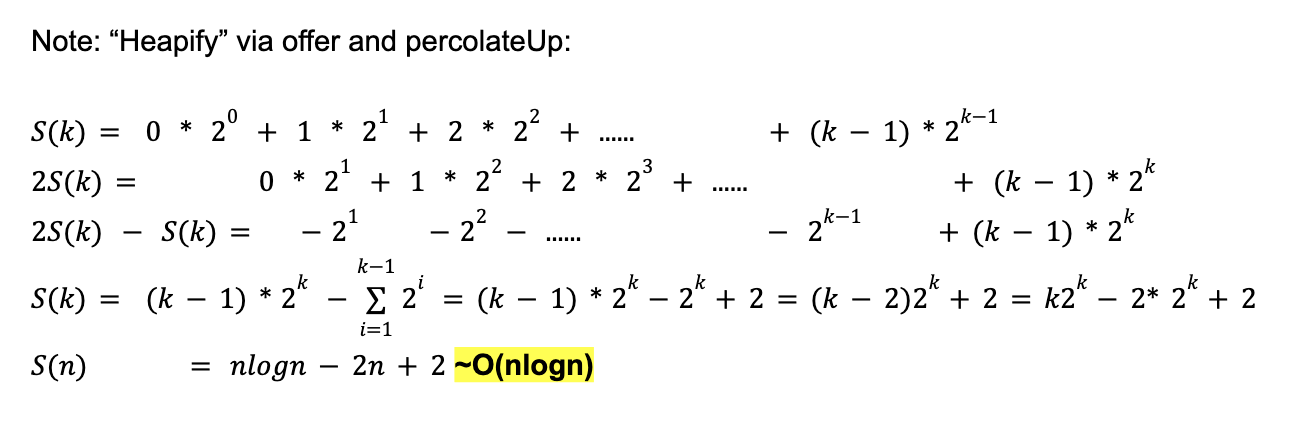 Note: “Heapify” via offer and percolateUp:
S(k) = 0 * 2^0 + 1 * 2^1 + 2 * 2^2 + ...... + (k − 1) * 2^{k−1}
2S(k) = 0 * 2^1 + 1 * 2^2 + 2 * 2^3 + ...... + (k − 1) * 2^k
2S(k) − S(k) = − 2^1 − 2^2 − ...... − 2^{k−1} + (k − 1) * 2^k
S(k) = (k − 1) * 2^k − ∑_{i=1}^{k−1} 2^i = (k − 1) * 2^k − 2^k + 2 = (k − 2)2^k + 2 = k2^k − 2* 2^k + 2
S(n) = nlogn − 2n + 2 ~O(nlogn)